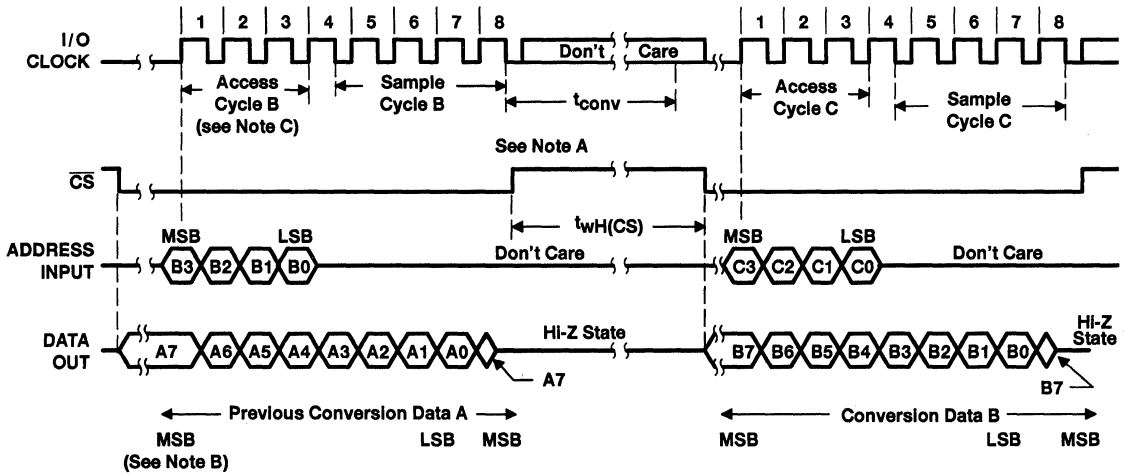 1 2 3 4 5 6 7 8 1 2 3 4 5 6 7 8
I/O
CLOCK
Don't Care
Access
Cycle B
(see Note C)
Sample
Cycle B
tconv
Access
Cycle C
Sample
Cycle C
See Note A
CS
twH(CS)
ADDRESS
INPUT
MSB LSB
B3 B2 B1 B0
Don't Care
MSB LSB
C3 C2 C1 C0
Don't Care
DATA
OUT
A7 A6 A5 A4 A3 A2 A1 A0
A7
Hi-Z State
B7 B6 B5 B4 B3 B2 B1 B0
B7
Hi-Z
State
Previous Conversion Data A
MSB LSB MSB
(See Note B)
Conversion Data B
MSB LSB MSB